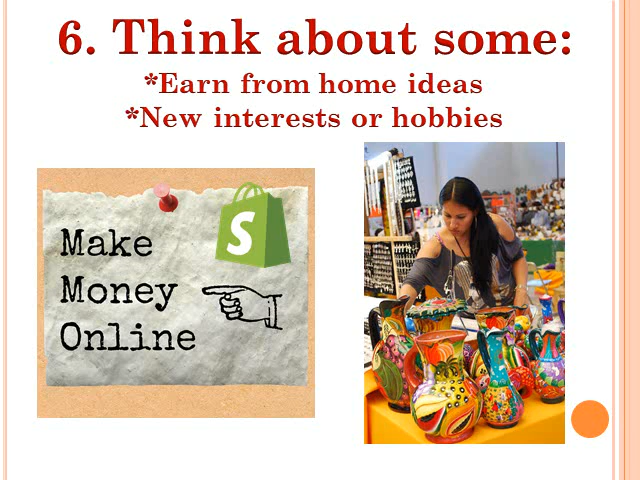 6. Think about some:
*Earn from home ideas
*New interests or hobbies
S
Make
Money
Online